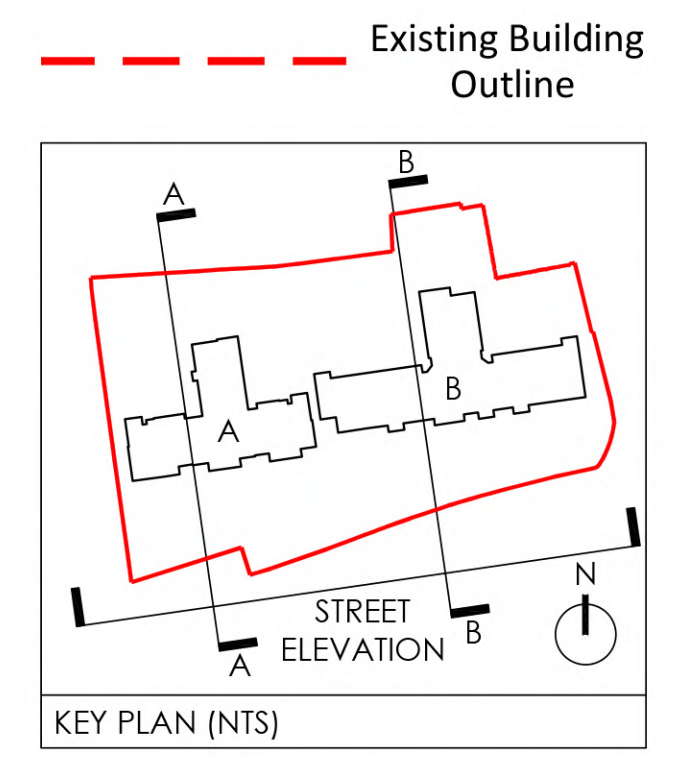 Existing Building
Outline
A
B
A
B
STREET
ELEVATION
A
B
N
KEY PLAN (NTS)